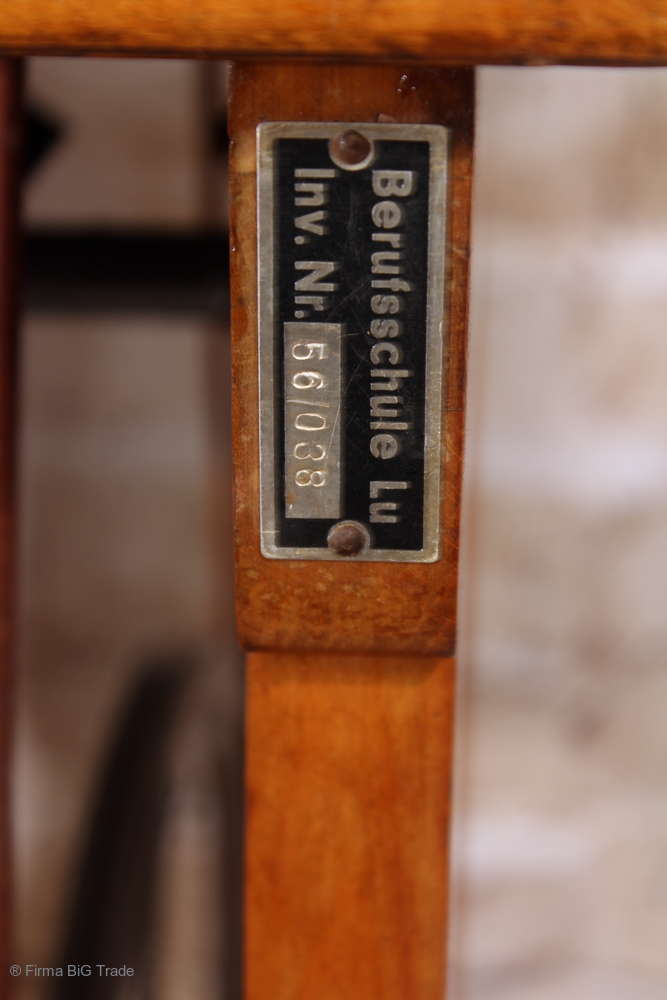 Berufsschule Lu
Inv. Nr. 56/038
® Firma BiG Trade